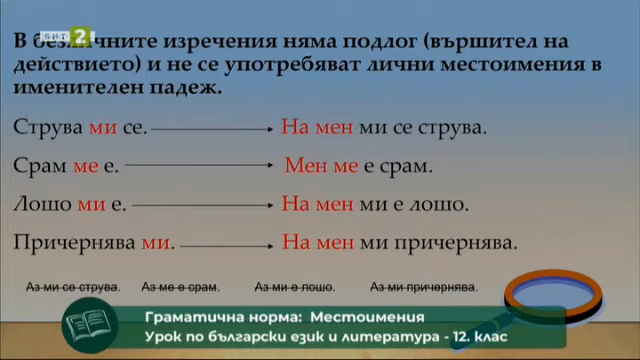 2
В безличните изречения няма подлог (вършител на
действието) и не се употребяват лични местоимения в
именителен падеж.
Струва ми се. На мен ми се струва.
Срам ме е. Мен ме е срам.
Лошо ми е. На мен ми е лошо.
Причернява ми. На мен ми причернява.
Аз ми се струва. Аз ме е срам. Аз ми е лошо. Аз ми причернява.
Граматична норма: Местоимения
Урок по български език и литература - 12. клас